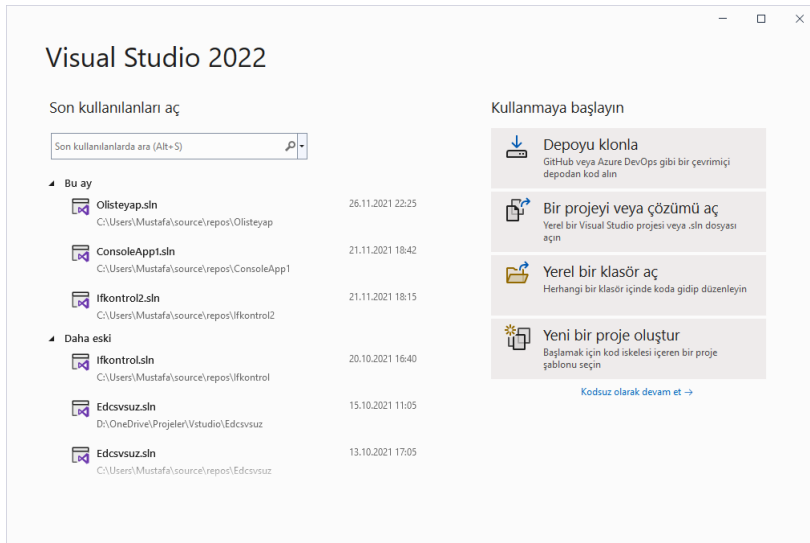 Visual Studio 2022
Son kullanılanları aç
Son kullanılanlarda ara (Alt+S)
Bu ay
Olisteyap.sln 26.11.2021 22:25
C:\Users\Mustafa\source\repos\Olisteyap
ConsoleApp1.sln 21.11.2021 18:42
C:\Users\Mustafa\source\repos\ConsoleApp1
Ifkontrol2.sln 21.11.2021 18:15
C:\Users\Mustafa\source\repos\Ifkontrol2
Daha eski
Ifkontrol.sln 20.10.2021 16:40
C:\Users\Mustafa\source\repos\Ifkontrol
Edcsvsuz.sln 15.10.2021 11:05
D:\OneDrive\Projeler\Vstudio\Edcsvsuz
Edcsvsuz.sln 13.10.2021 17:05
C:\Users\Mustafa\source\repos\Edcsvsuz
Kullanmaya başlayın
Depoyu klonla
GitHub veya Azure DevOps gibi bir çevrimiçi
depodan kod alın
Bir projeyi veya çözümü aç
Yerel bir Visual Studio projesi veya .sln dosyası
açın
Yerel bir klasör aç
Herhangi bir klasör içinde koda gidip düzenleyin
Yeni bir proje oluştur
Başlamak için kod iskelesi içeren bir proje
şablonu seçin
Kodsuz olarak devam et →